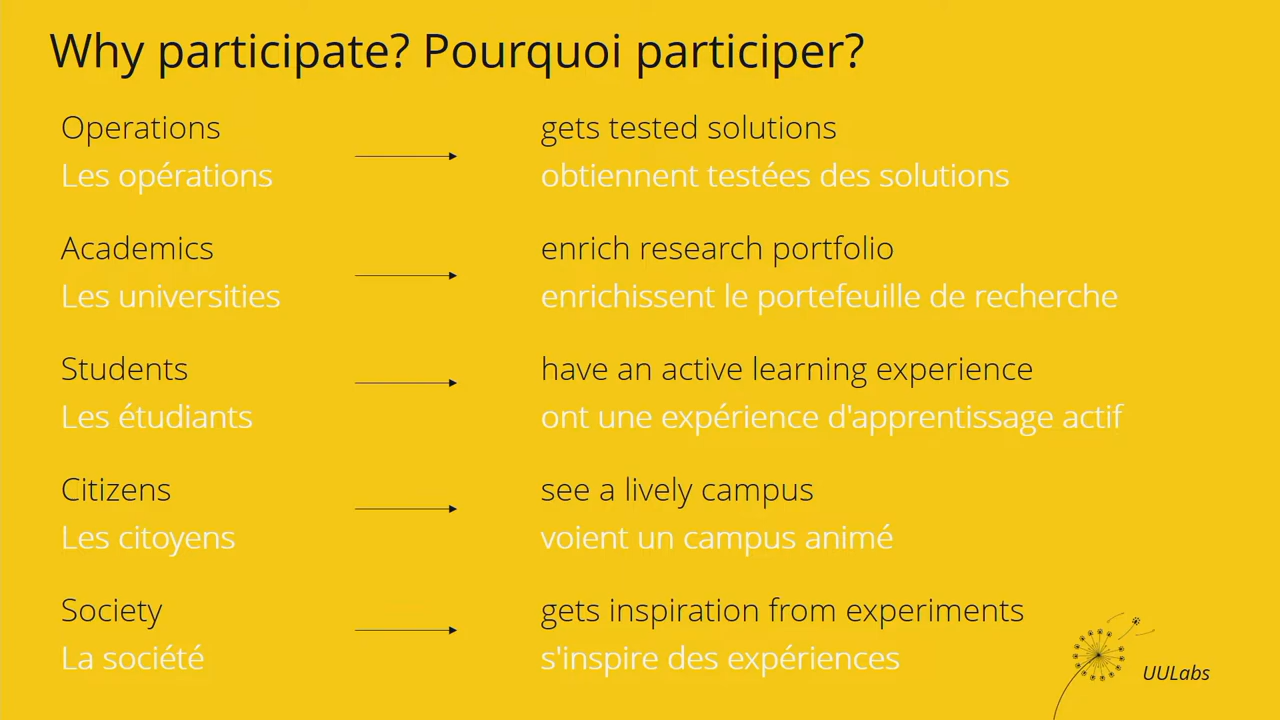 Why participate? Pourquoi participer?
Operations
gets tested solutions
Les opérations
obtiennent testées des solutions
Academics
enrich research portfolio
Les universities
enrichissent le portefeuille de recherche
Students
have an active learning experience
Les étudiants
ont une expérience d'apprentissage actif
Citizens
see a lively campus
Les citoyens
voient un campus animé
Society
gets inspiration from experiments
La société
s'inspire des expériences
UULabs